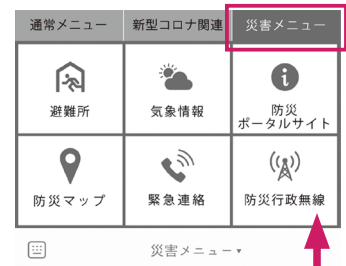 通常メニュー 新型コロナ関連 災害メニュー
避難所 気象情報 防災
ポータルサイト
防災マップ 緊急連絡 防災行政無線
災害メニュー▼